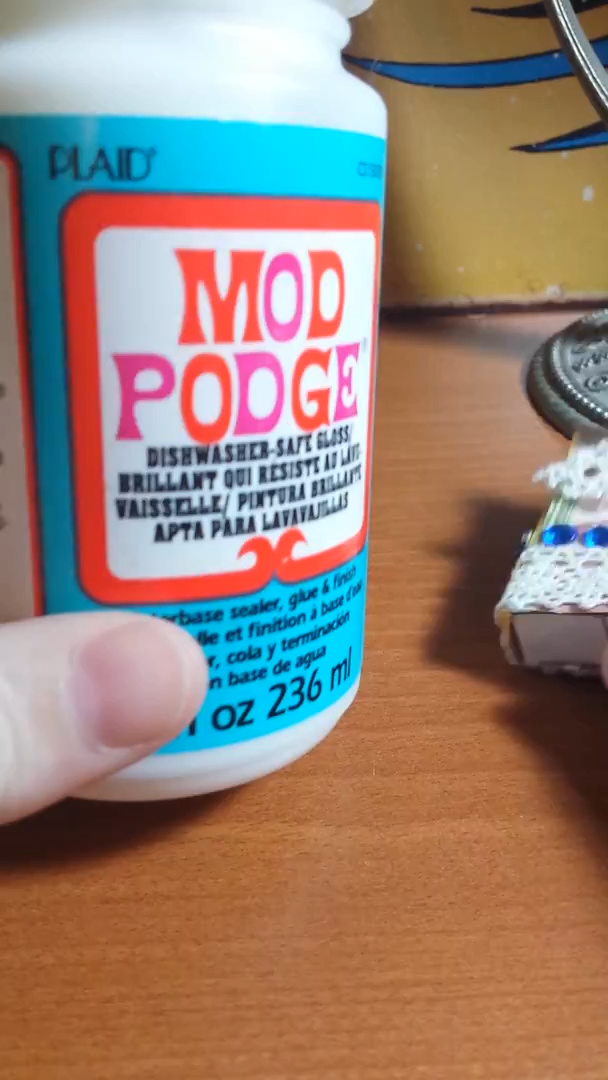 PLAID®
MOD
PODGE®
DISHWASHER-SAFE GLOSS/
BRILLANT QUI RÉSISTE AU LAVE-
VAISSELLE/ PINTURA BRILLANTE
APTA PARA LAVAVAJILLAS
sealer, glue & finish
et finition à base d'eau
cola y terminación
base de agua
oz 236 ml